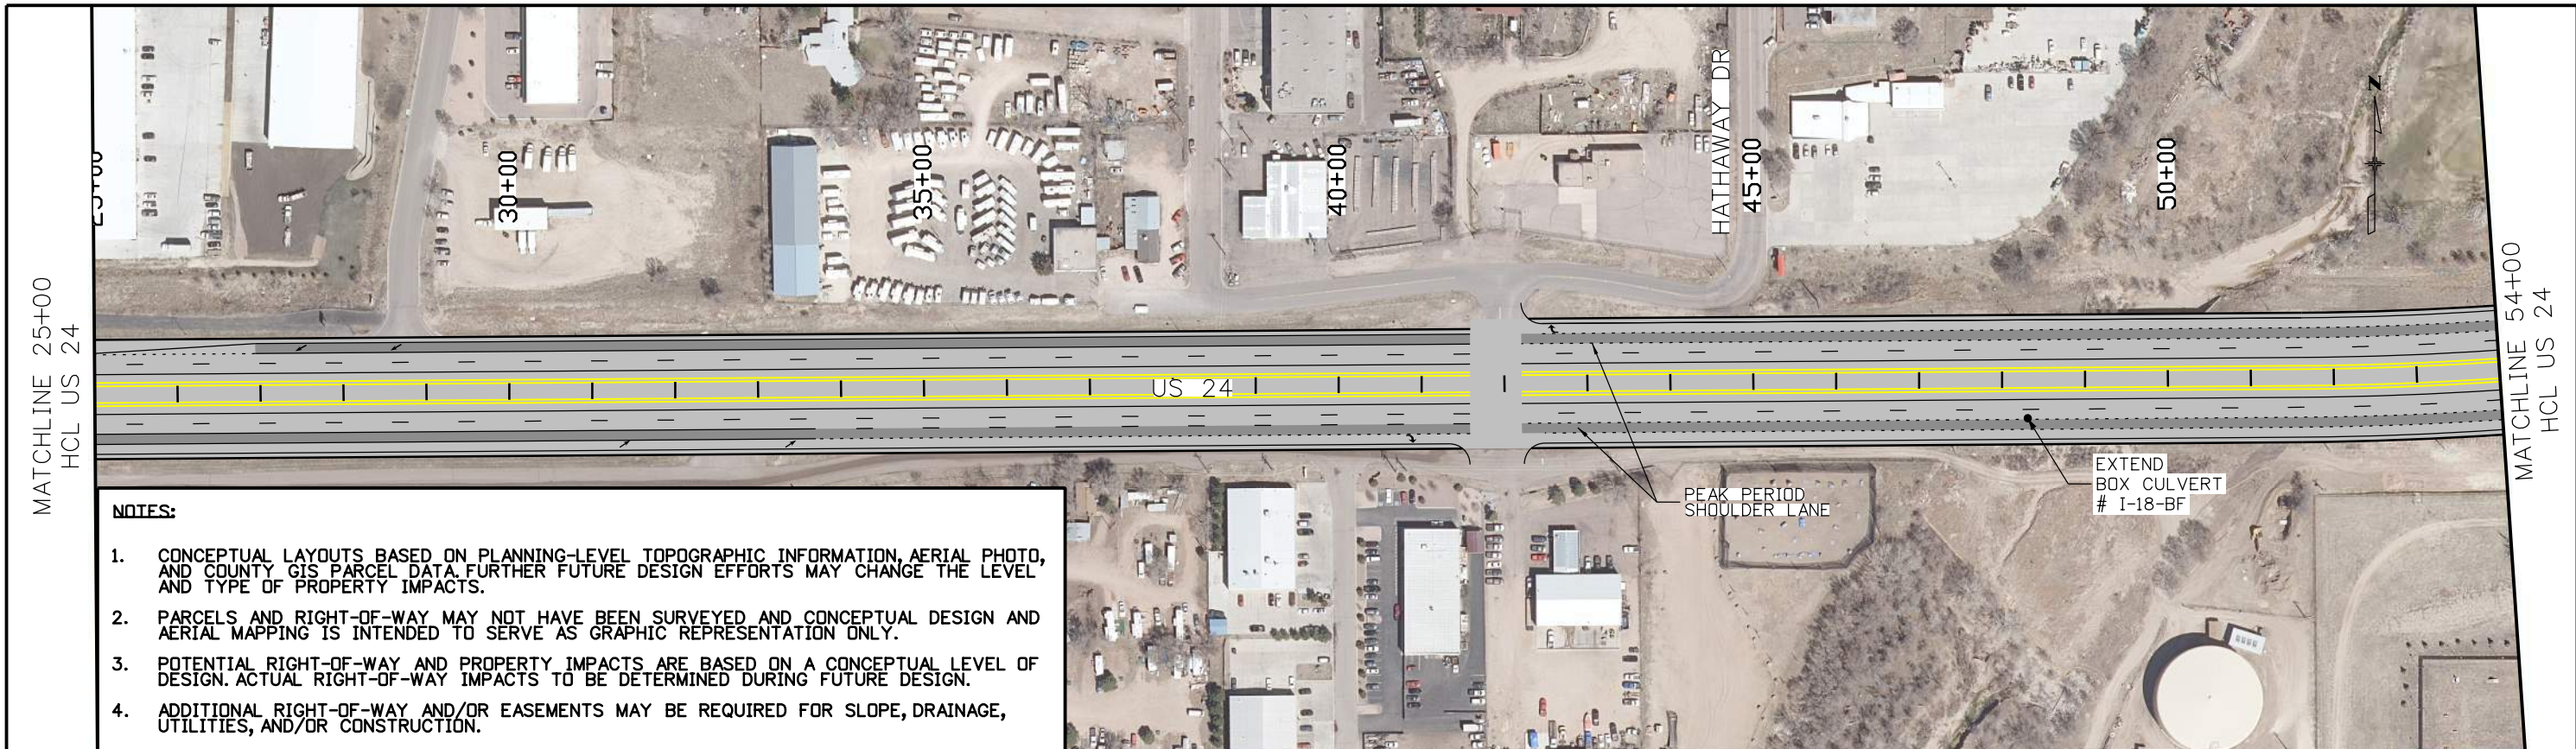 MATCHLINE 25+00
HCL US 24
25+00
30+00
35+00
40+00
HATHAWAY DR
45+00
50+00
N
MATCHLINE 54+00
HCL US 24
US 24
PEAK PERIOD
SHOULDER LANE
EXTEND
BOX CULVERT
# I-18-BF
NOTES:
1. CONCEPTUAL LAYOUTS BASED ON PLANNING-LEVEL TOPOGRAPHIC INFORMATION, AERIAL PHOTO,
AND COUNTY GIS PARCEL DATA. FURTHER FUTURE DESIGN EFFORTS MAY CHANGE THE LEVEL
AND TYPE OF PROPERTY IMPACTS.
2. PARCELS AND RIGHT-OF-WAY MAY NOT HAVE BEEN SURVEYED AND CONCEPTUAL DESIGN AND
AERIAL MAPPING IS INTENDED TO SERVE AS GRAPHIC REPRESENTATION ONLY.
3. POTENTIAL RIGHT-OF-WAY AND PROPERTY IMPACTS ARE BASED ON A CONCEPTUAL LEVEL OF
DESIGN. ACTUAL RIGHT-OF-WAY IMPACTS TO BE DETERMINED DURING FUTURE DESIGN.
4. ADDITIONAL RIGHT-OF-WAY AND/OR EASEMENTS MAY BE REQUIRED FOR SLOPE, DRAINAGE,
UTILITIES, AND/OR CONSTRUCTION.